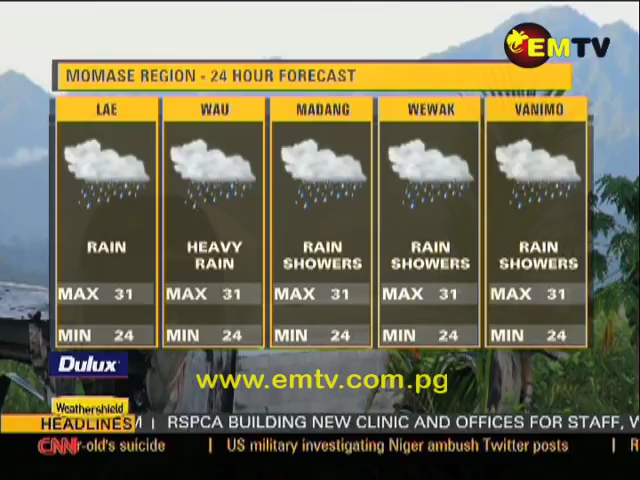 EMTV
MOMASE REGION - 24 HOUR FORECAST
LAE
WAU
MADANG
WEWAK
VANIMO
RAIN
HEAVY
RAIN
RAIN
SHOWERS
RAIN
SHOWERS
RAIN
SHOWERS
MAX 31
MAX 31
MAX 31
MAX 31
MAX 31
MIN 24
MIN 24
MIN 24
MIN 24
MIN 24
Dulux
www.emtv.com.pg
Weathershield
HEADLINES M | RSPCA BUILDING NEW CLINIC AND OFFICES FOR STAFF, V
CNN r-old's suicide | US military investigating Niger ambush Twitter posts | R